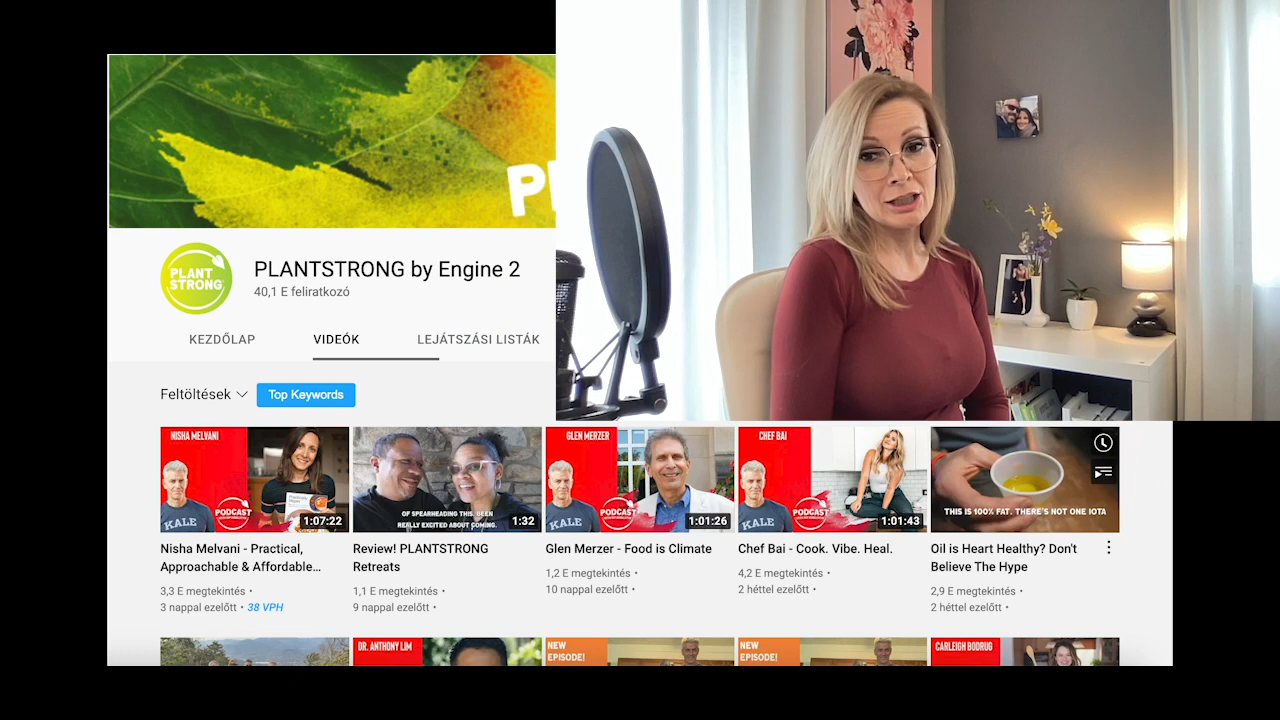 PL
PLANT
STRONG
PLANTSTRONG by Engine 2
40,1 E feliratkozó
KEZDŐLAP
VIDEÓK
LEJÁTSZÁSI LISTÁK
Feltöltések
Top Keywords
NISHA MELVANI
KALE
PODCAST
1:07:22
OF SPEARHEADING THIS. BEEN
REALLY EXCITED ABOUT COMING.
1:32
GLEN MERZER
KALE
PODCAST
1:01:26
CHEF BAI
KALE
PODCAST
1:01:43
THIS IS 100% FAT. THERE'S NOT ONE IOTA
Nisha Melvani - Practical,
Approachable & Affordable…
3,3 E megtekintés •
3 nappal ezelőtt • 38 VPH
Review! PLANTSTRONG
Retreats
1,1 E megtekintés •
9 nappal ezelőtt •
Glen Merzer - Food is Climate
1,2 E megtekintés •
10 nappal ezelőtt •
Chef Bai - Cook. Vibe. Heal.
4,2 E megtekintés •
2 héttel ezelőtt •
Oil is Heart Healthy? Don't
Believe The Hype
2,9 E megtekintés •
2 héttel ezelőtt •
DR. ANTHONY LIM
NEW
EPISODE!
NEW
EPISODE!
CARLEIGH BODRUG